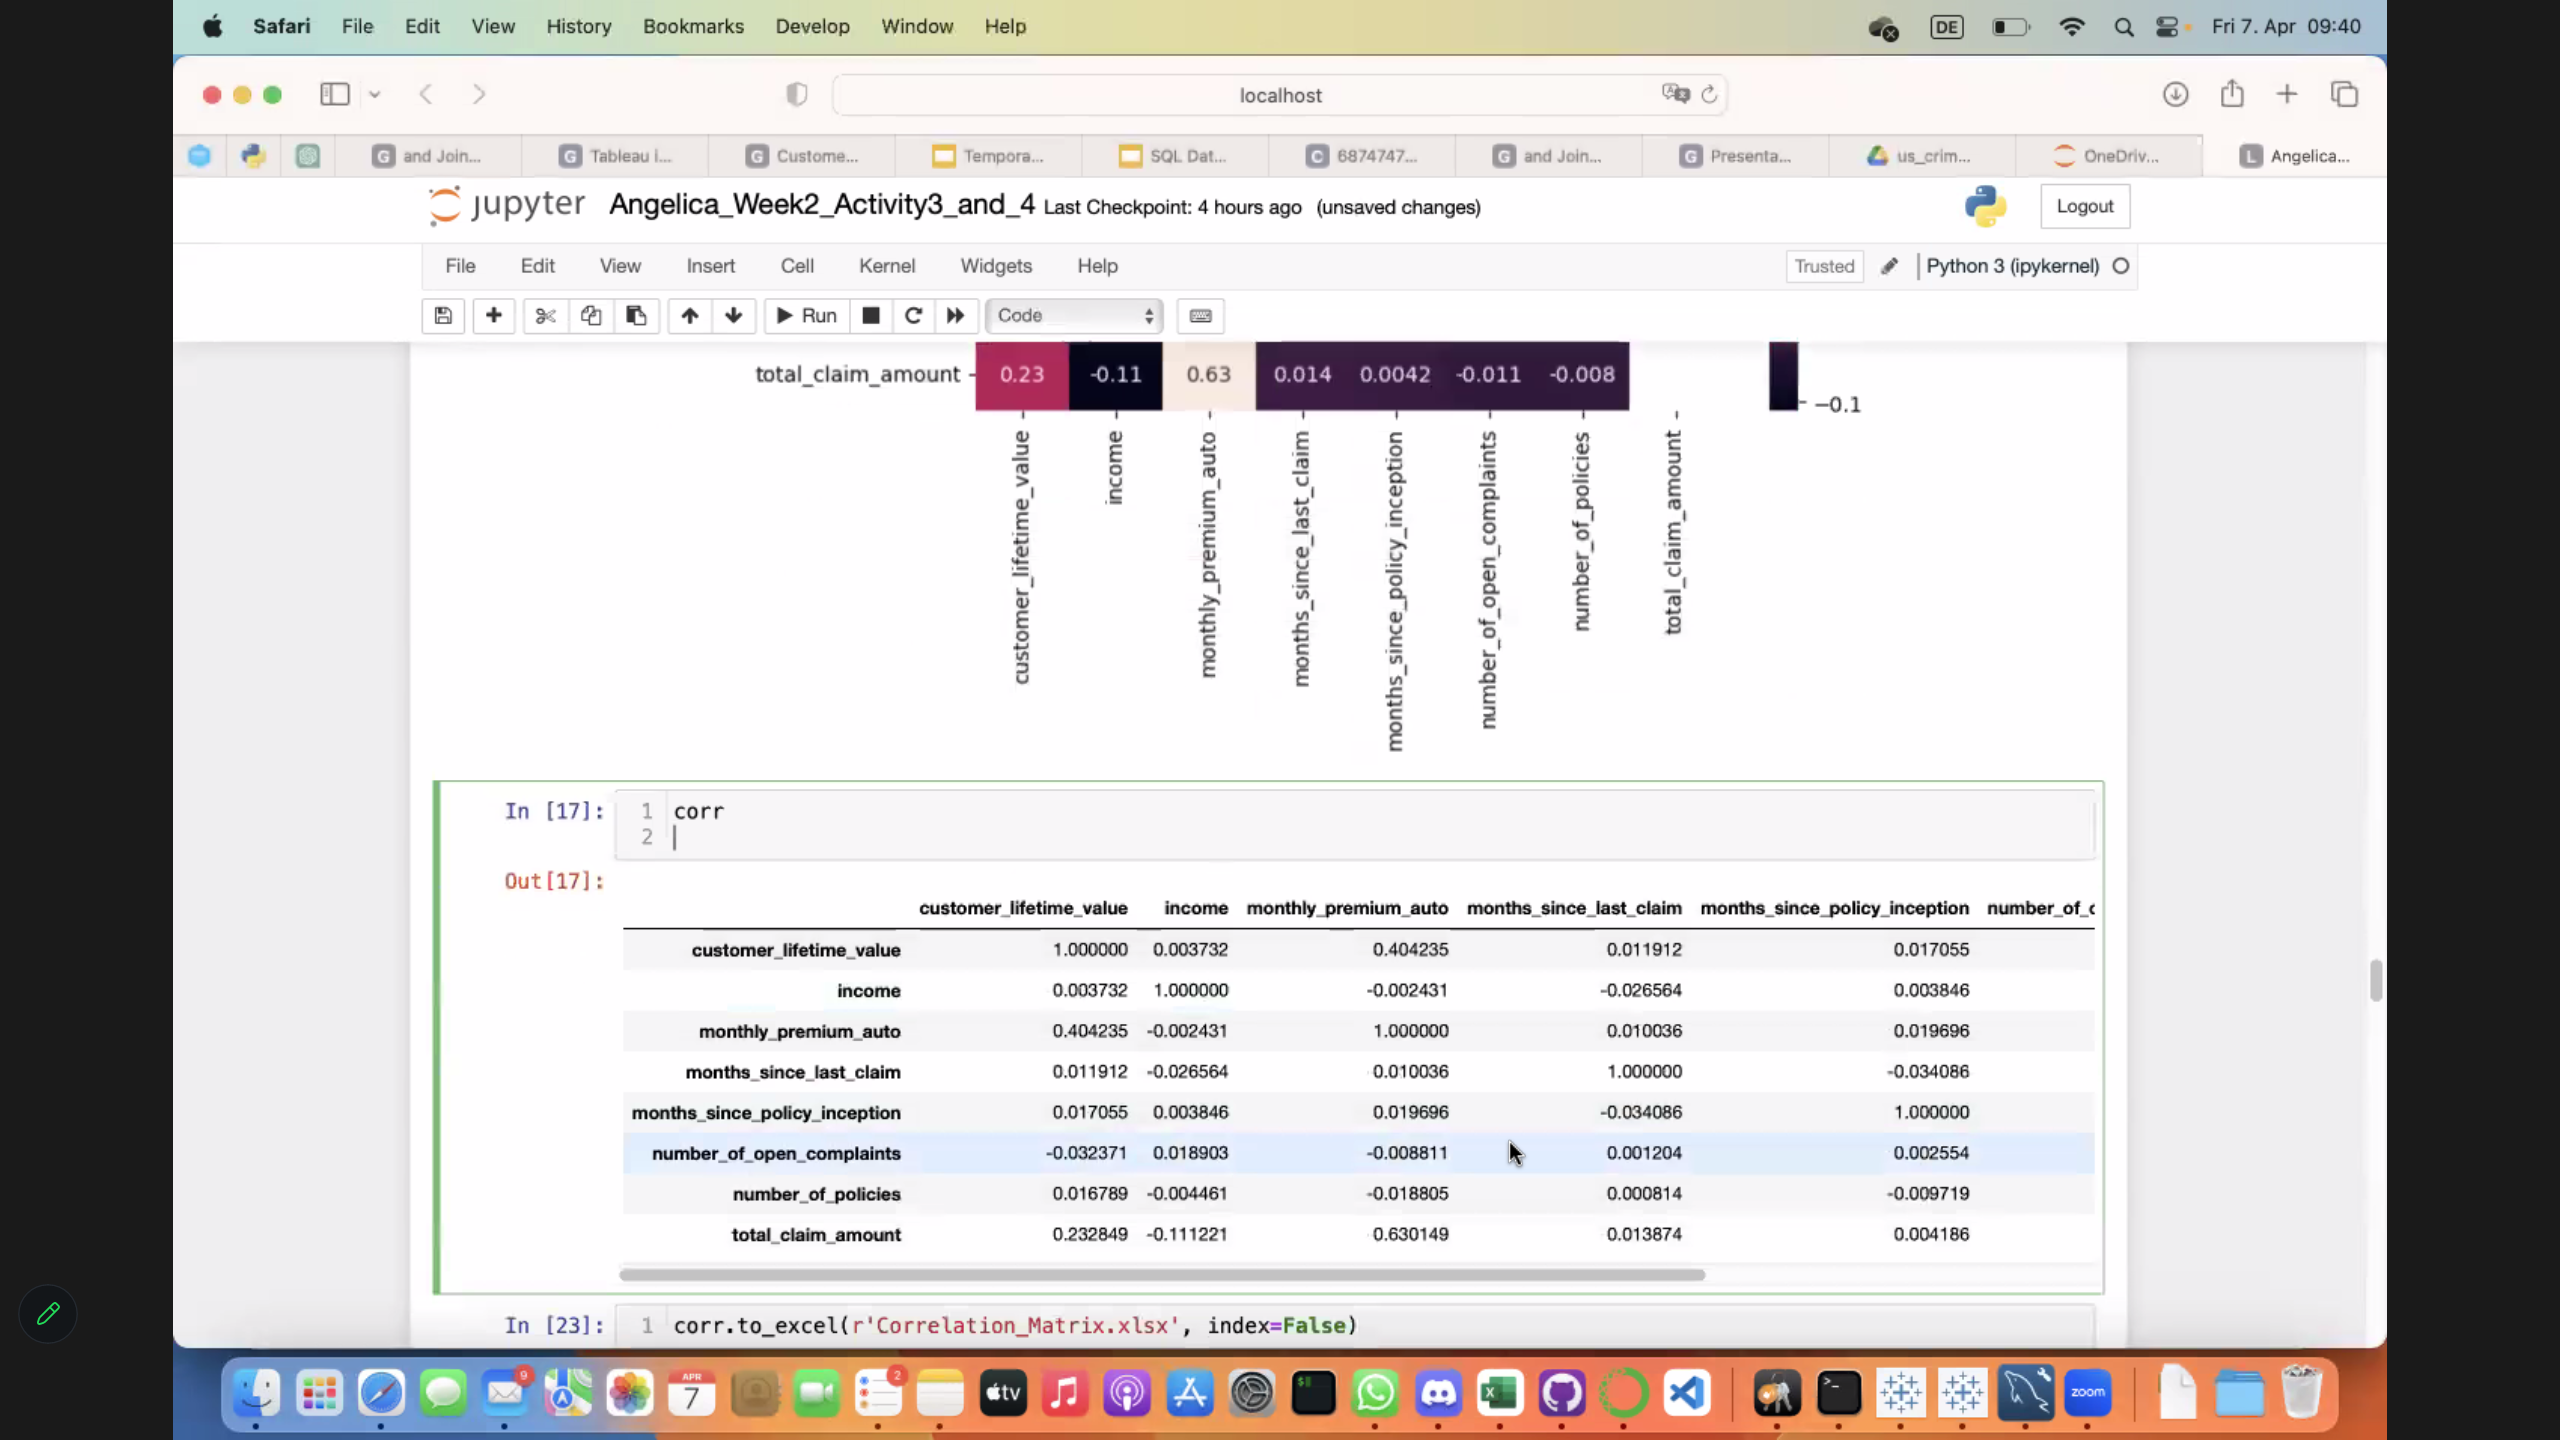 Safari File Edit View History Bookmarks Develop Window Help DE Fri 7. Apr 09:40
localhost
G and Join... G Tableau i... G Custome... Tempora... SQL Dat... C 6874747... G and Join... G Presenta... us_crim... OneDriv... L Angelica...
jupyter Angelica_Week2_Activity3_and_4 Last Checkpoint: 4 hours ago (unsaved changes) Logout
File Edit View Insert Cell Kernel Widgets Help Trusted Python 3 (ipykernel)
Run Code
total_claim_amount 0.23 -0.11 0.63 0.014 0.0042 -0.011 -0.008
−0.1
customer_lifetime_value
income
monthly_premium_auto
months_since_last_claim
months_since_policy_inception
number_of_open_complaints
number_of_policies
total_claim_amount
In [17]: 1 corr
2
Out[17]:
customer_lifetime_value income monthly_premium_auto months_since_last_claim months_since_policy_inception number_of_
customer_lifetime_value 1.000000 0.003732 0.404235 0.011912 0.017055
income 0.003732 1.000000 -0.002431 -0.026564 0.003846
monthly_premium_auto 0.404235 -0.002431 1.000000 0.010036 0.019696
months_since_last_claim 0.011912 -0.026564 0.010036 1.000000 -0.034086
months_since_policy_inception 0.017055 0.003846 0.019696 -0.034086 1.000000
number_of_open_complaints -0.032371 0.018903 -0.008811 0.001204 0.002554
number_of_policies 0.016789 -0.004461 -0.018805 0.000814 -0.009719
total_claim_amount 0.232849 -0.111221 0.630149 0.013874 0.004186
In [23]: 1 corr.to_excel(r'Correlation_Matrix.xlsx', index=False)
9 APR 7 2 tv zoom